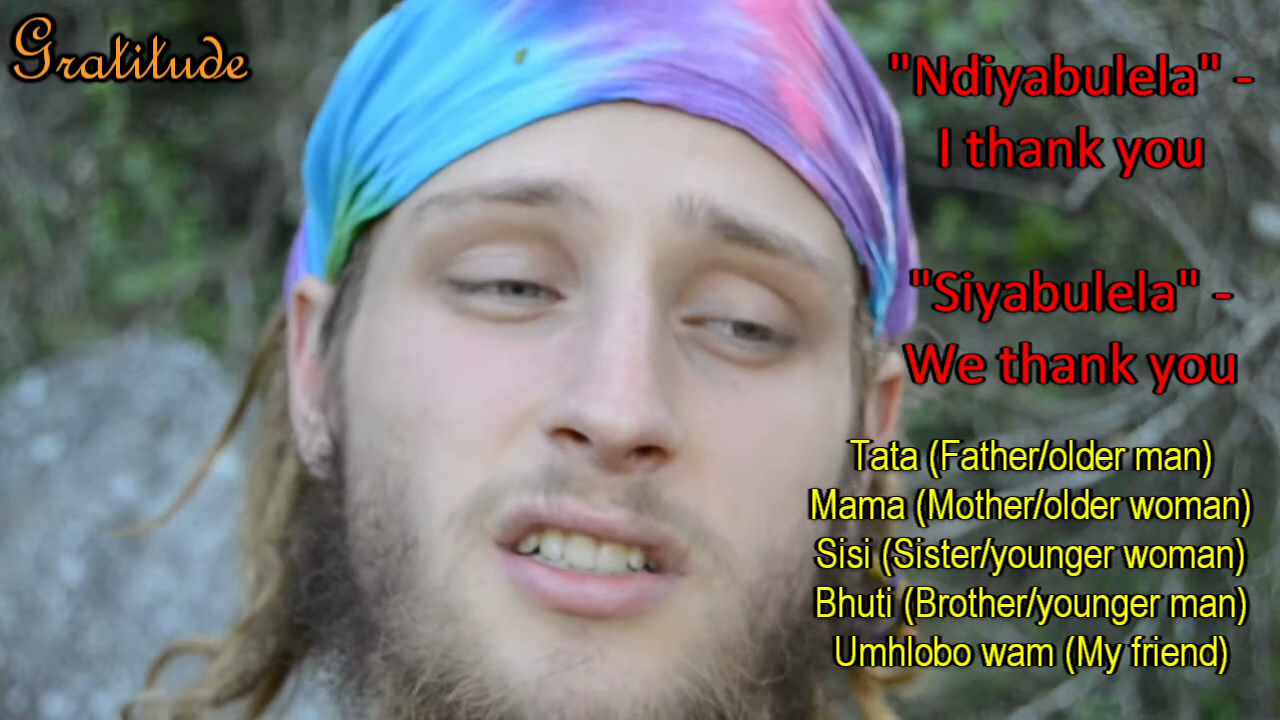 Gratitude
"Ndiyabulela" -
I thank you
"Siyabulela" -
We thank you
Tata (Father/older man)
Mama (Mother/older woman)
Sisi (Sister/younger woman)
Bhuti (Brother/younger man)
Umhlobo wam (My friend)